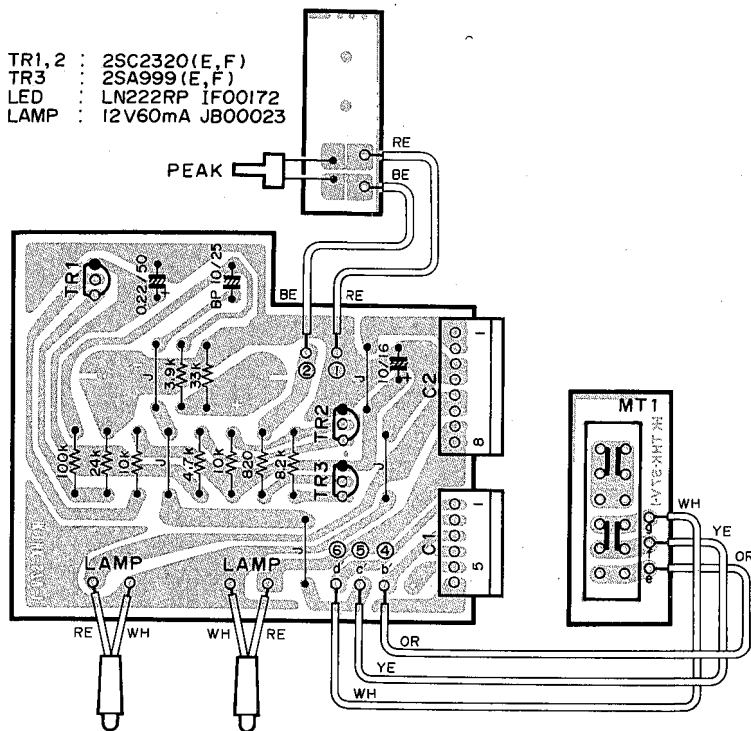 TR1,2 : 2SC2320(E,F)
TR3 : 2SA999(E,F)
LED : LN222RP IF00172
LAMP : 12V60mA JB00023
PEAK
RE
BE
BE
RE
TR1
0.22/50
+
BP 10/25
3.9k
33k
J
②
①
J
10/16
+
C2
1
8
TR2
TR3
100k
24k
10k
J
4.7k
10k
820
8.2k
J
C1
1
5
J
LAMP
LAMP
⑥
⑤
④
d
c
b
RE
WH
WH
RE
OR
YE
WH
MT1
d
f
e
WH
YE
OR